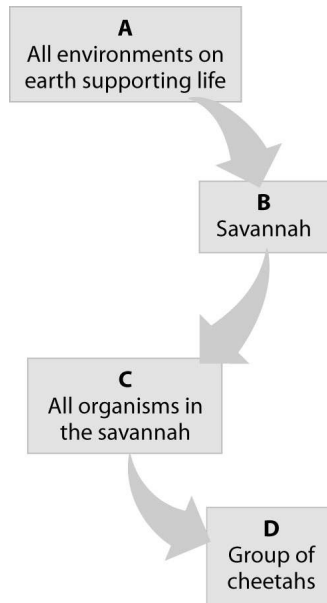 A
All environments on
earth supporting life
B
Savannah
C
All organisms in
the savannah
D
Group of
cheetahs